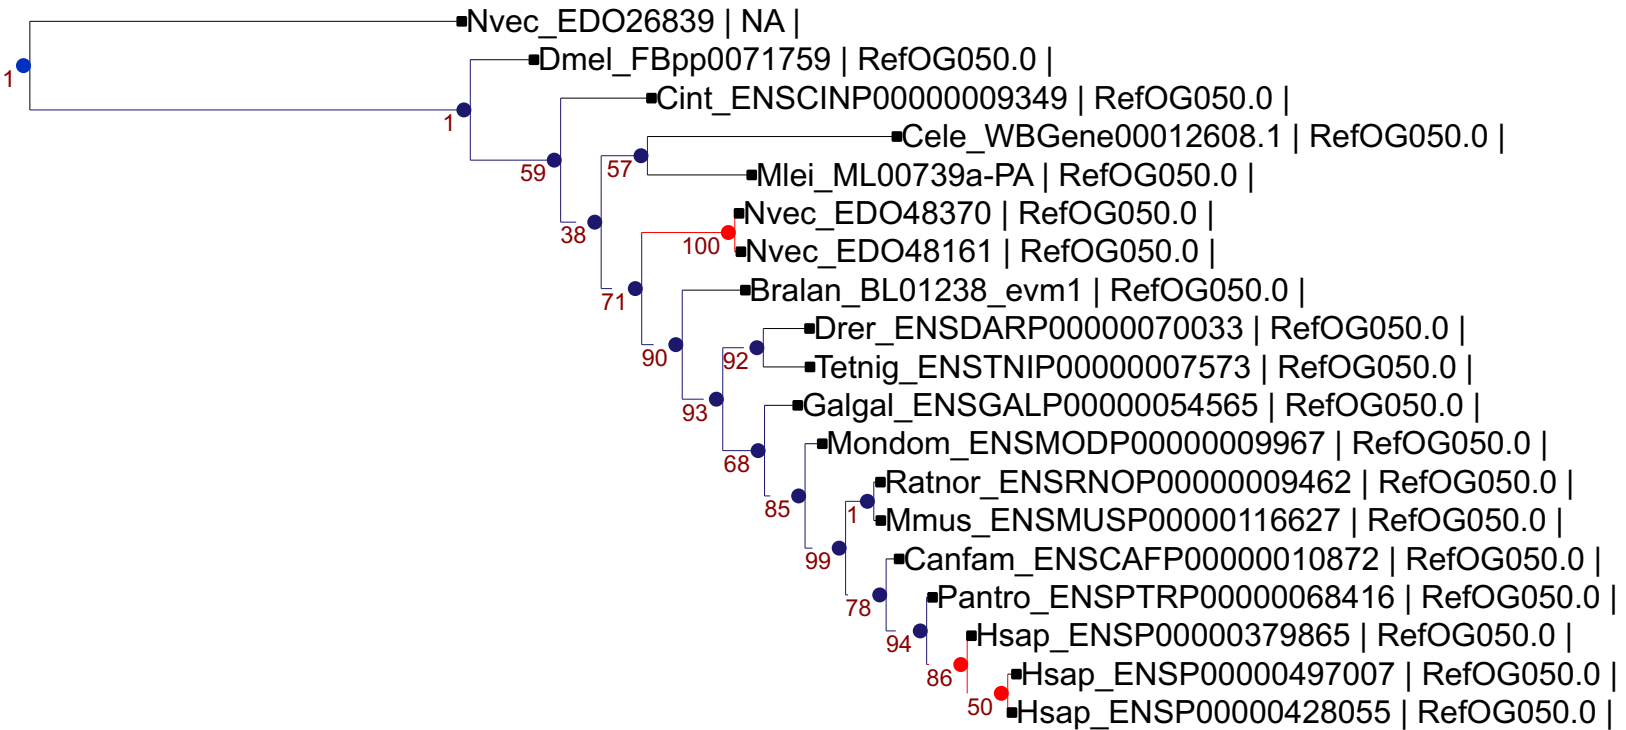 Nvec_EDO26839 | NA |
Dmel_FBpp0071759 | RefOG050.0 |
1
Cint_ENSCINP00000009349 | RefOG050.0 |
1
Cele_WBGene00012608.1 | RefOG050.0 |
59
57
Mlei_ML00739a-PA | RefOG050.0 |
Nvec_EDO48370 | RefOG050.0 |
38
100
Nvec_EDO48161 | RefOG050.0 |
71
Bralan_BL01238_evm1 | RefOG050.0 |
Drer_ENSDARP00000070033 | RefOG050.0 |
90
92
Tetnig_ENSTNIP00000007573 | RefOG050.0 |
93
Galgal_ENSGALP00000054565 | RefOG050.0 |
Mondom_ENSMODP00000009967 | RefOG050.0 |
68
Ratnor_ENSRNOP00000009462 | RefOG050.0 |
85
1
Mmus_ENSMUSP00000116627 | RefOG050.0 |
99
Canfam_ENSCAFP00000010872 | RefOG050.0 |
78
Pantro_ENSPTRP00000068416 | RefOG050.0 |
94
Hsap_ENSP00000379865 | RefOG050.0 |
86
Hsap_ENSP00000497007 | RefOG050.0 |
50
Hsap_ENSP00000428055 | RefOG050.0 |